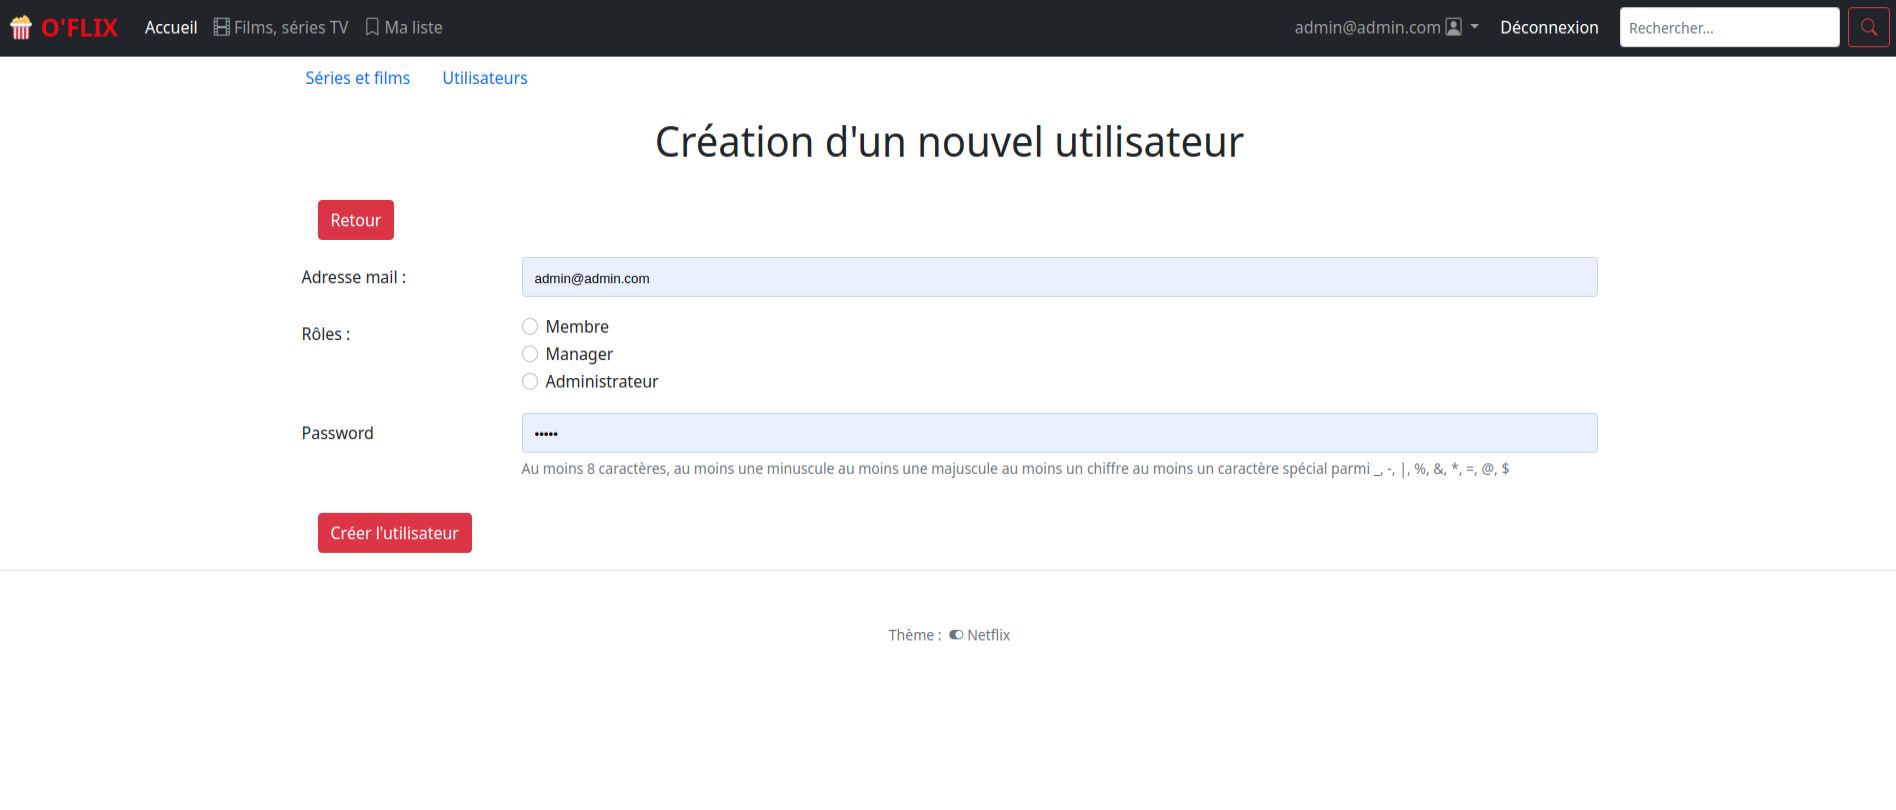 O'FLIX Accueil Films, séries TV Ma liste admin@admin.com Déconnexion Rechercher...
Séries et films Utilisateurs
Création d'un nouvel utilisateur
Retour
Adresse mail : admin@admin.com
Rôles :
Membre
Manager
Administrateur
Password •••••
Au moins 8 caractères, au moins une minuscule au moins une majuscule au moins un chiffre au moins un caractère spécial parmi _, -, |, %, &, *, =, @, $
Créer l'utilisateur
Thème : Netflix